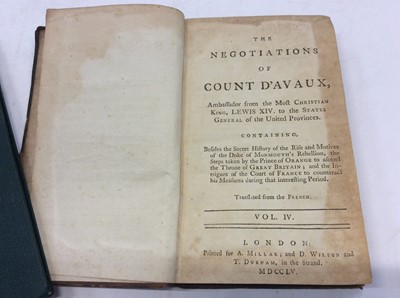 THE
NEGOTIATIONS
OF
COUNT D'AVAUX,
Ambassador from the Most CHRISTIAN
KING, LEWIS XIV. to the STATES
GENERAL of the United Provinces.
CONTAINING,
Besides the Secret History of the Rise and Motives
of the Duke of MONMOUTH's Rebellion, the
Steps taken by the Prince of ORANGE to ascend
the Throne of GREAT BRITAIN; and the In-
trigues of the Court of FRANCE to counteract
his Measures during that interesting Period.
Translated from the FRENCH.
VOL. IV.
LONDON:
Printed for A. MILLAR; and D. WILSON and
T. DURHAM, in the Strand.
MDCCLV.